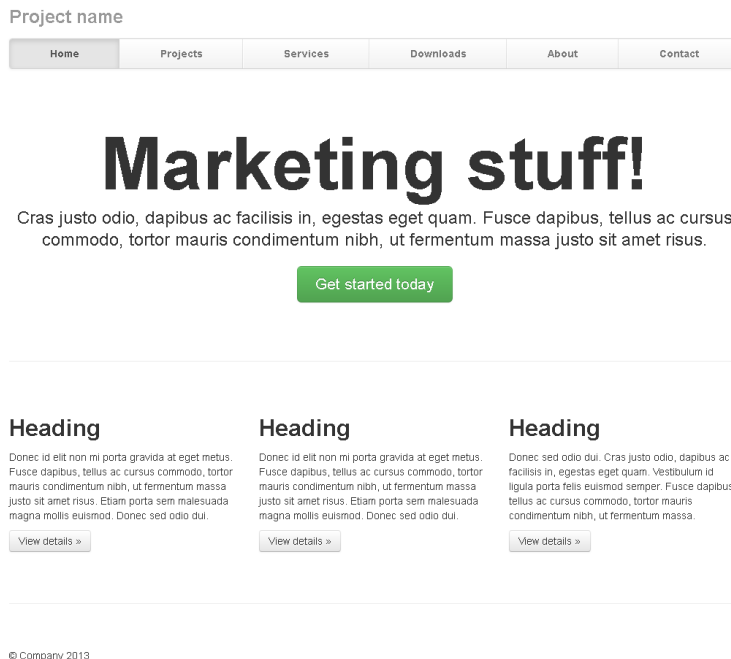 Project name
Home Projects Services Downloads About Contact
Marketing stuff!
Cras justo odio, dapibus ac facilisis in, egestas eget quam. Fusce dapibus, tellus ac cursus
commodo, tortor mauris condimentum nibh, ut fermentum massa justo sit amet risus.
Get started today
Heading
Donec id elit non mi porta gravida at eget metus.
Fusce dapibus, tellus ac cursus commodo, tortor
mauris condimentum nibh, ut fermentum massa
justo sit amet risus. Etiam porta sem malesuada
magna mollis euismod. Donec sed odio dui.
View details »
Heading
Donec id elit non mi porta gravida at eget metus.
Fusce dapibus, tellus ac cursus commodo, tortor
mauris condimentum nibh, ut fermentum massa
justo sit amet risus. Etiam porta sem malesuada
magna mollis euismod. Donec sed odio dui.
View details »
Heading
Donec sed odio dui. Cras justo odio, dapibus ac
facilisis in, egestas eget quam. Vestibulum id
ligula porta felis euismod semper. Fusce dapibus
tellus ac cursus commodo, tortor mauris
condimentum nibh, ut fermentum massa.
View details »
© Company 2013